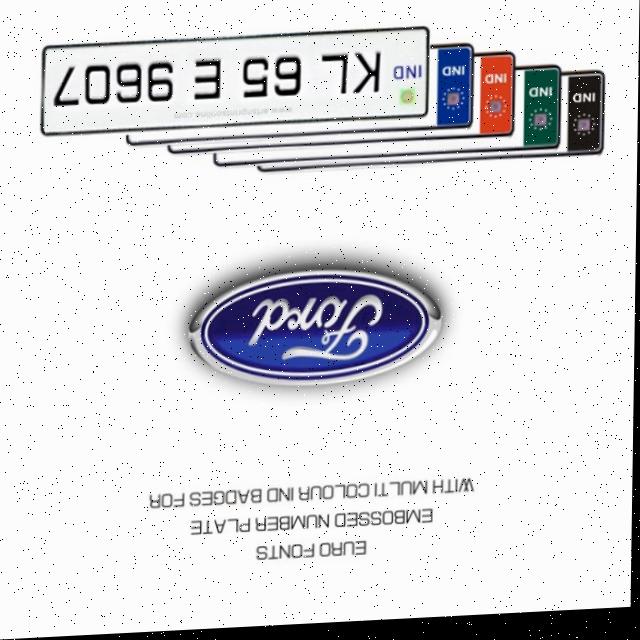 EURO FONTS
EMBOSSED NUMBER PLATE
WITH MULTI COLOUR IND BADGES FOR
Ford
IND
IND
IND
IND
IND KL 65 E 9607